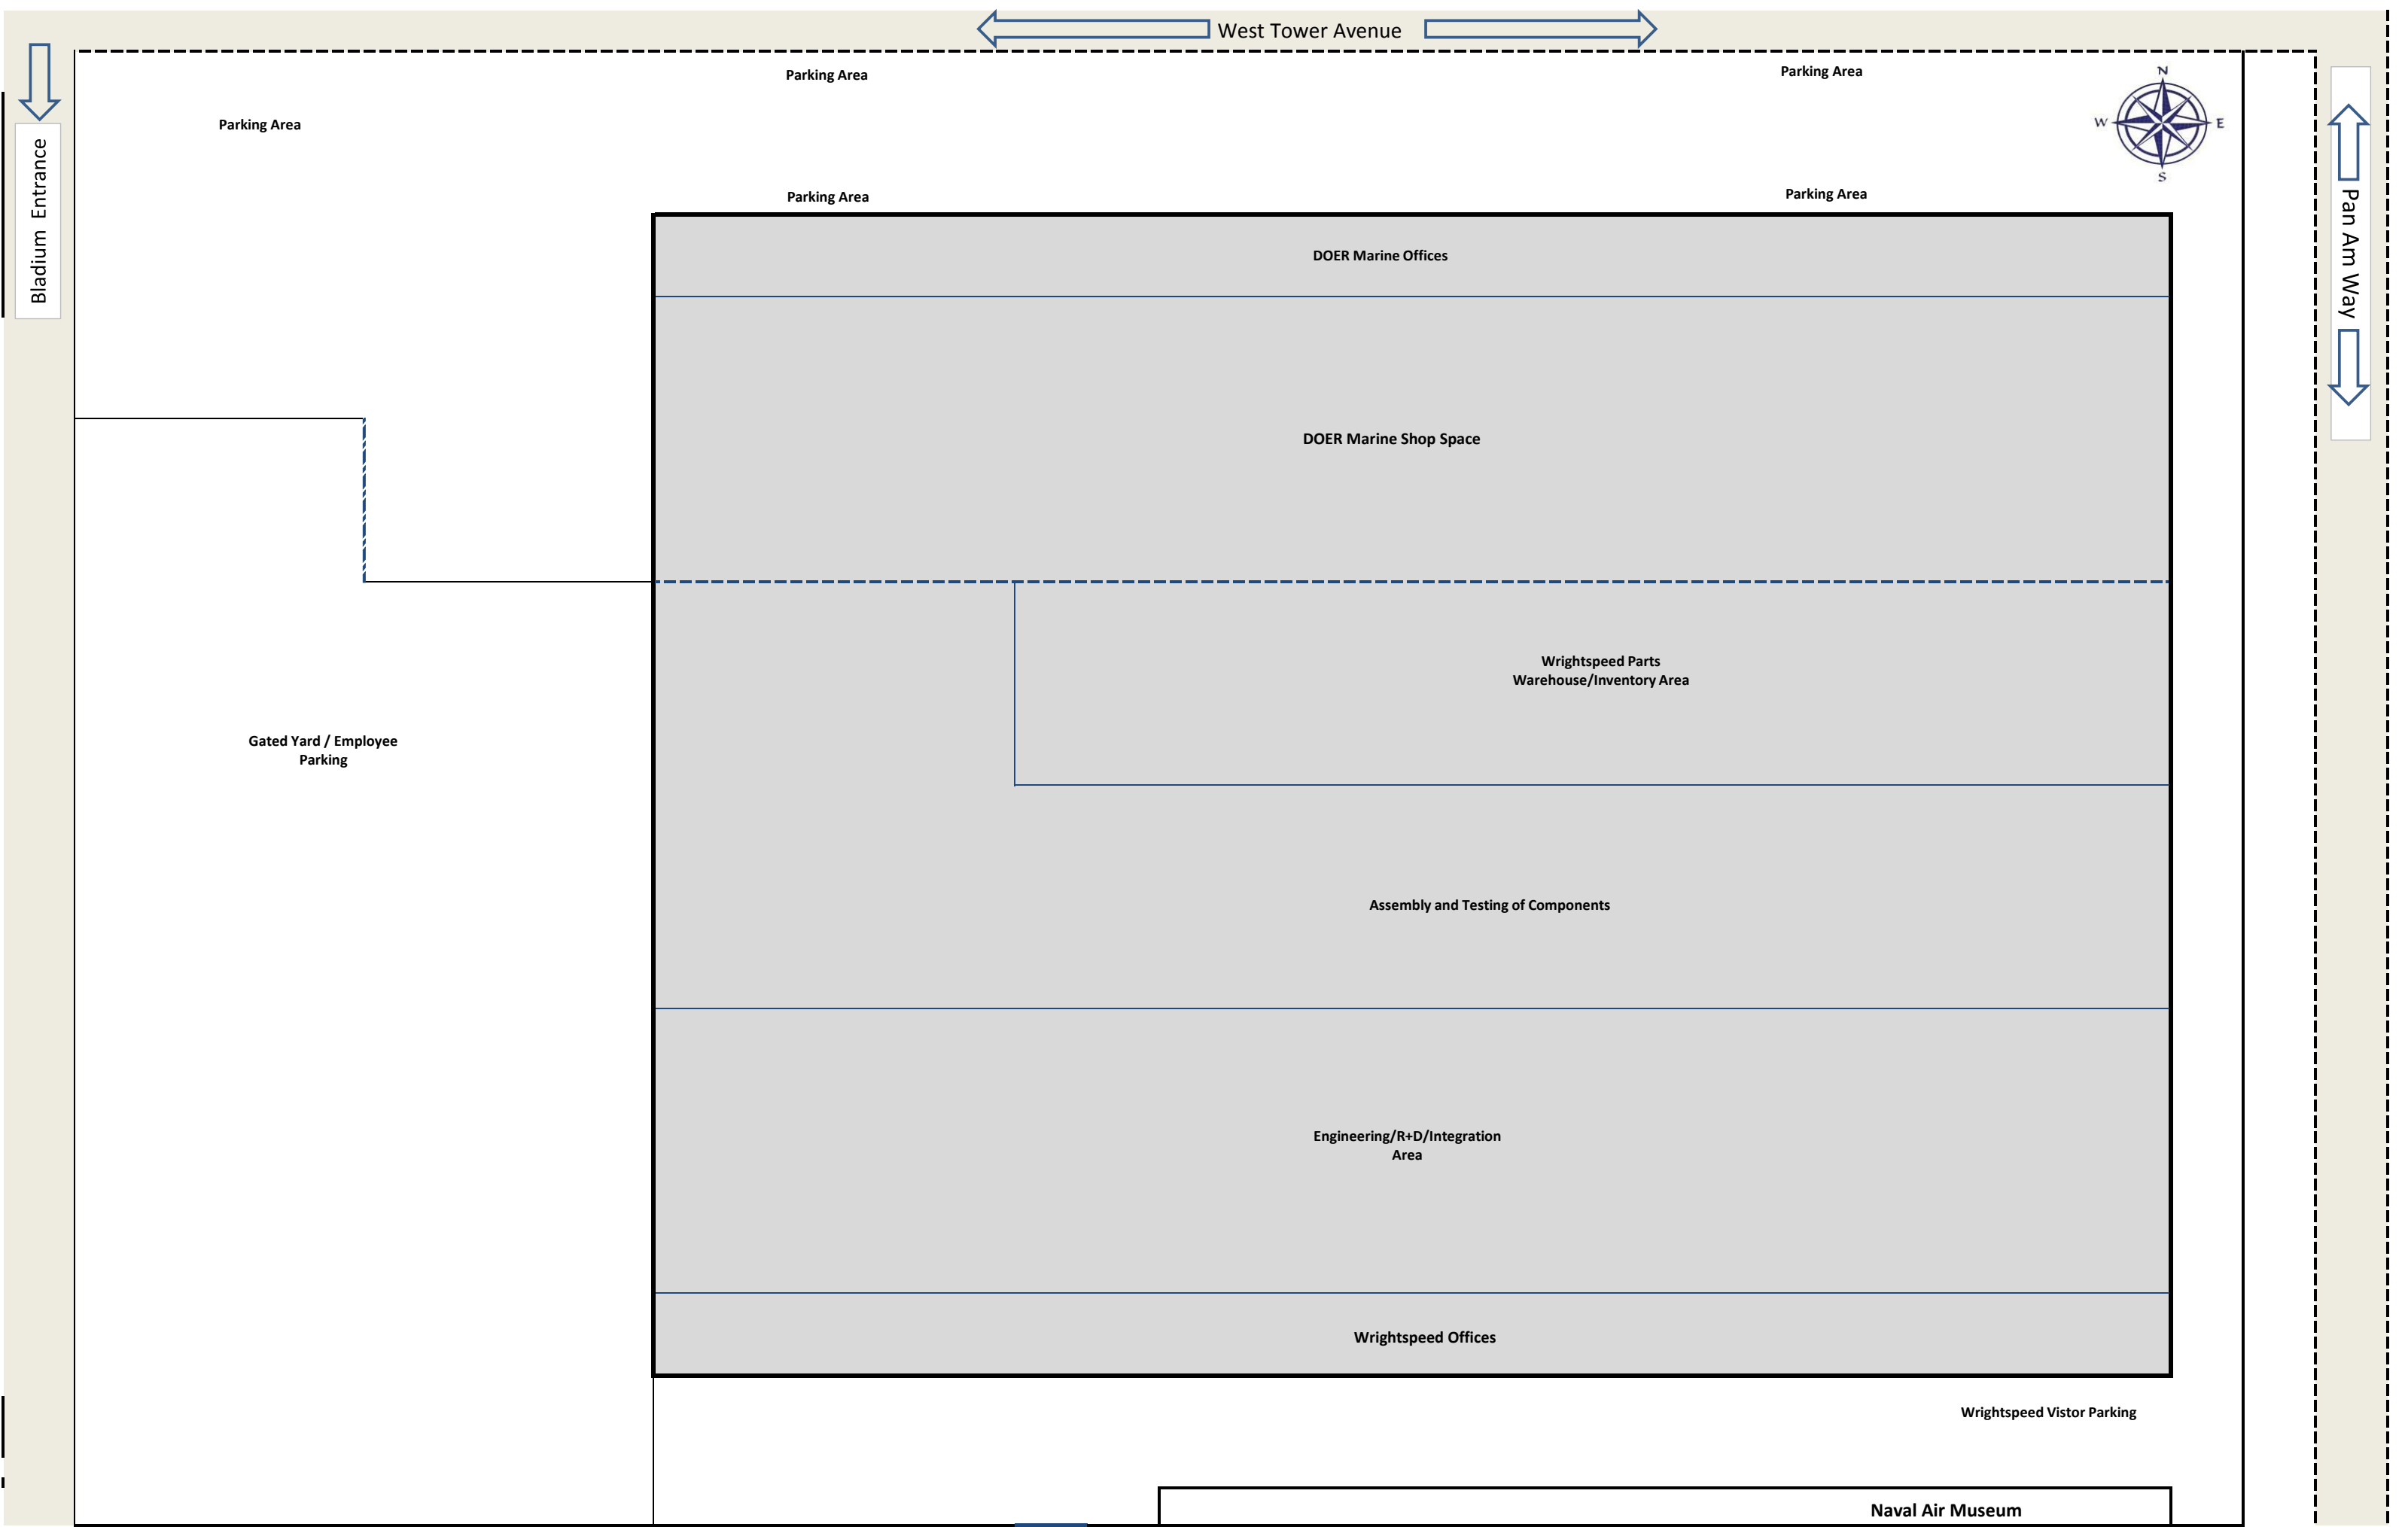 West Tower Avenue
Parking Area
Parking Area
N
W
E
S
Parking Area
Bladium Entrance
Parking Area
Parking Area
Pan Am Way
DOER Marine Offices
DOER Marine Shop Space
Wrightspeed Parts
Warehouse/Inventory Area
Gated Yard / Employee
Parking
Assembly and Testing of Components
Engineering/R+D/Integration
Area
Wrightspeed Offices
Wrightspeed Vistor Parking
Naval Air Museum